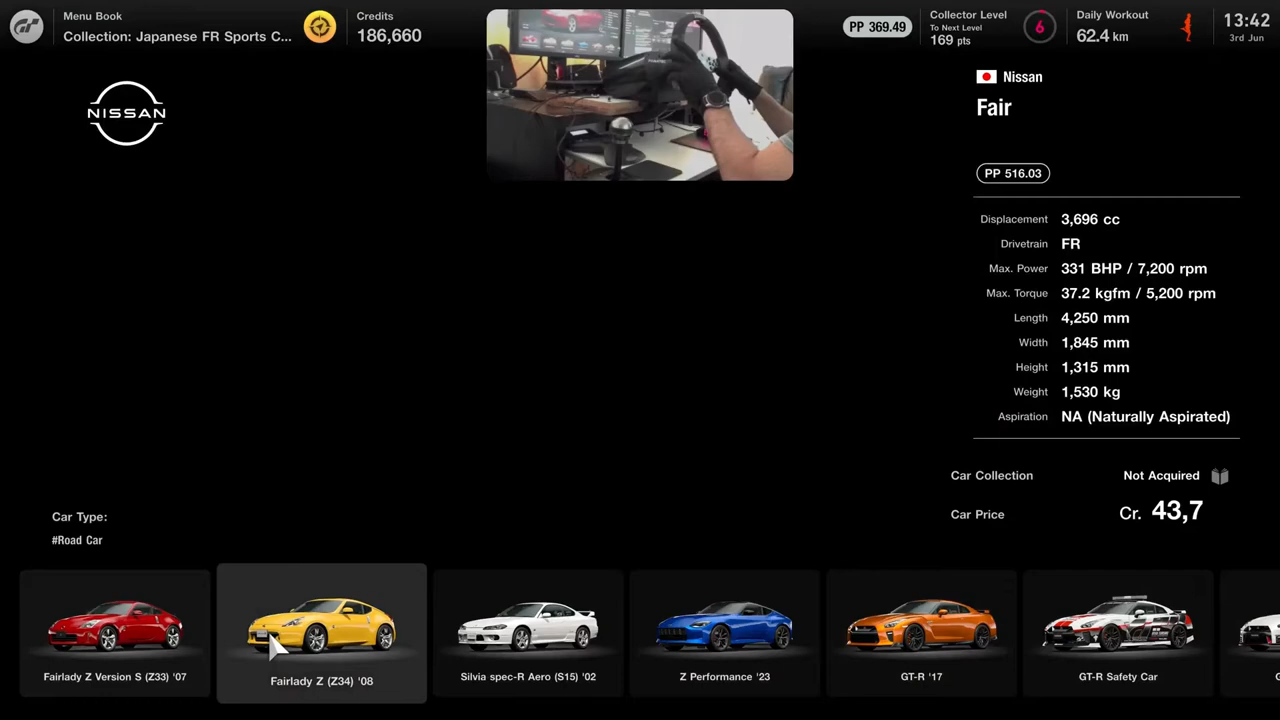 Menu Book
Collection: Japanese FR Sports C...
Credits
186,660
PP 369.49
Collector Level
To Next Level
169 pts
6
Daily Workout
62.4 km
13:42
3rd Jun
NISSAN
Nissan
Fair
PP 516.03
Displacement 3,696 cc
Drivetrain FR
Max. Power 331 BHP / 7,200 rpm
Max. Torque 37.2 kgfm / 5,200 rpm
Length 4,250 mm
Width 1,845 mm
Height 1,315 mm
Weight 1,530 kg
Aspiration NA (Naturally Aspirated)
Car Collection Not Acquired
Car Price Cr. 43,7
Car Type:
#Road Car
Fairlady Z Version S (Z33) '07
Fairlady Z (Z34) '08
Silvia spec-R Aero (S15) '02
Z Performance '23
GT-R '17
GT-R Safety Car